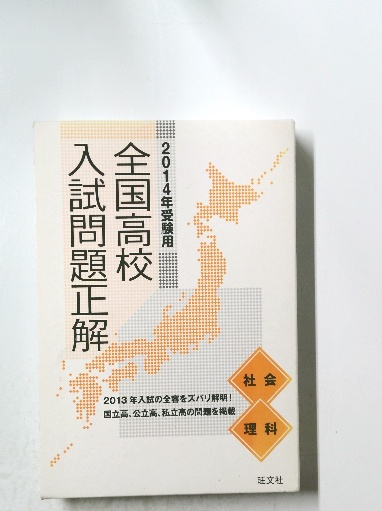 2014年受験用
全国高校
入試問題正解
社会
理科
2013年入試の全容をズバリ解明!
国立高、公立高、私立高の問題を掲載
旺文社